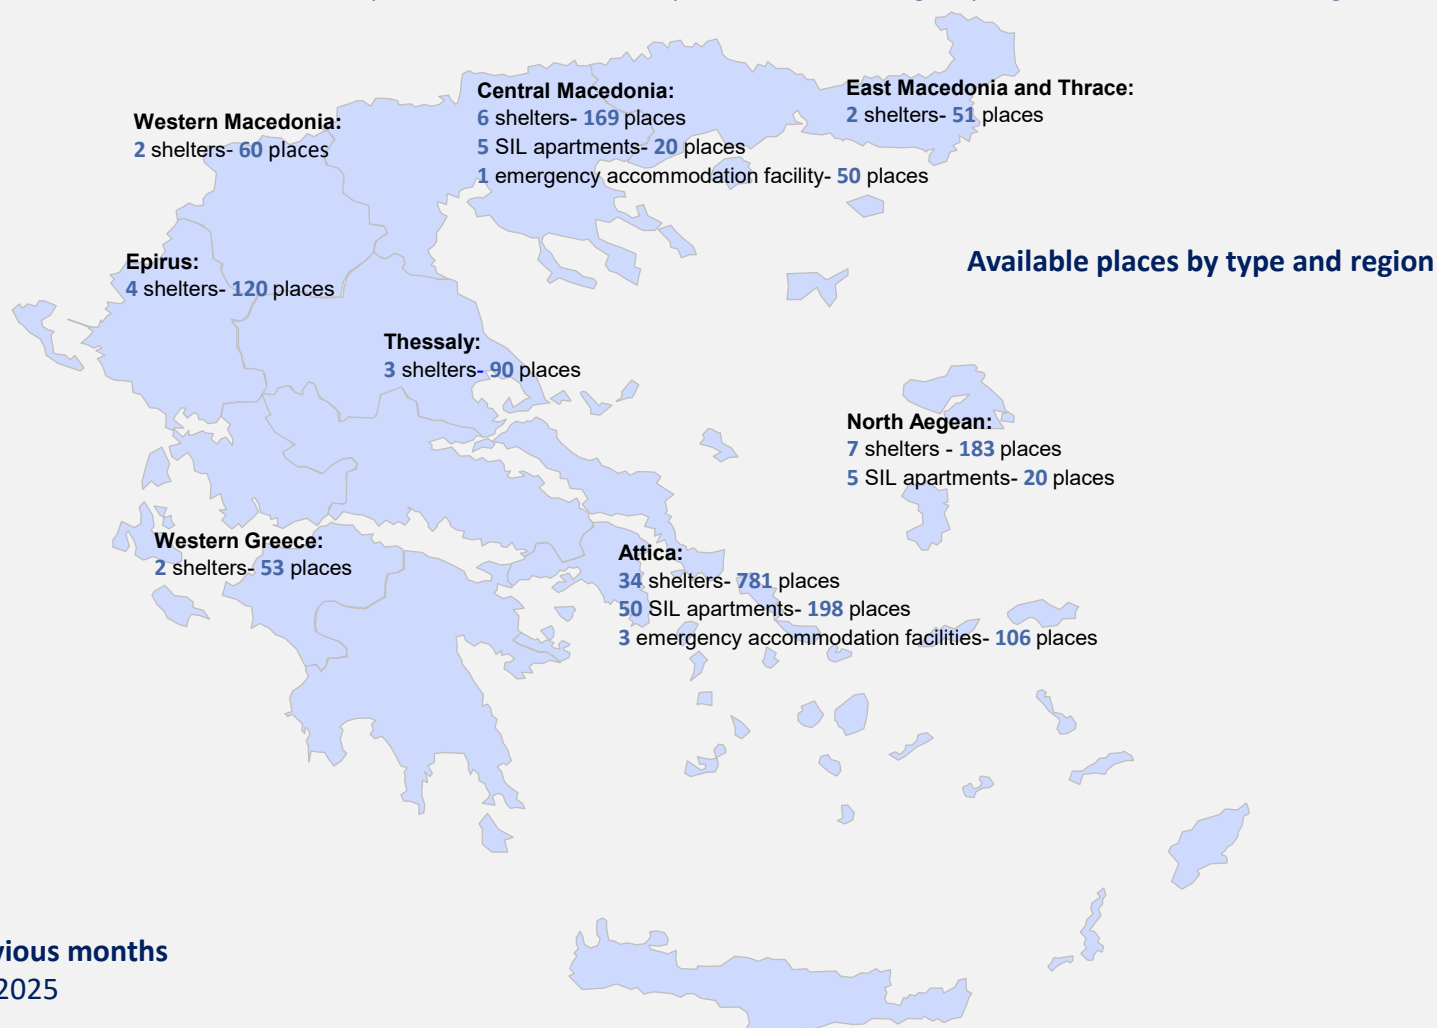 Central Macedonia:
6 shelters- 169 places
5 SIL apartments- 20 places
1 emergency accommodation facility- 50 places
East Macedonia and Thrace:
2 shelters- 51 places
Western Macedonia:
2 shelters- 60 places
Available places by type and region
Epirus:
4 shelters- 120 places
Thessaly:
3 shelters- 90 places
North Aegean:
7 shelters - 183 places
5 SIL apartments- 20 places
Western Greece:
2 shelters- 53 places
Attica:
34 shelters- 781 places
50 SIL apartments- 198 places
3 emergency accommodation facilities- 106 places
months
2025